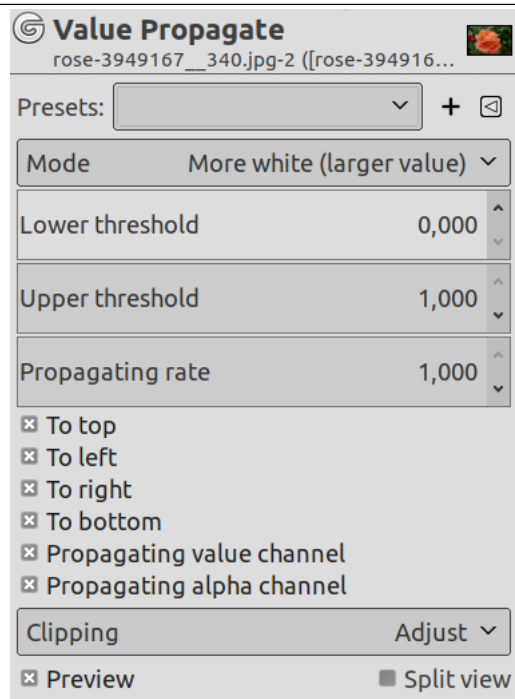 Value Propagate
rose-3949167__340.jpg-2 ([rose-394916...
Presets:
Mode More white (larger value)
Lower threshold 0,000
Upper threshold 1,000
Propagating rate 1,000
To top
To left
To right
To bottom
Propagating value channel
Propagating alpha channel
Clipping Adjust
Preview Split view